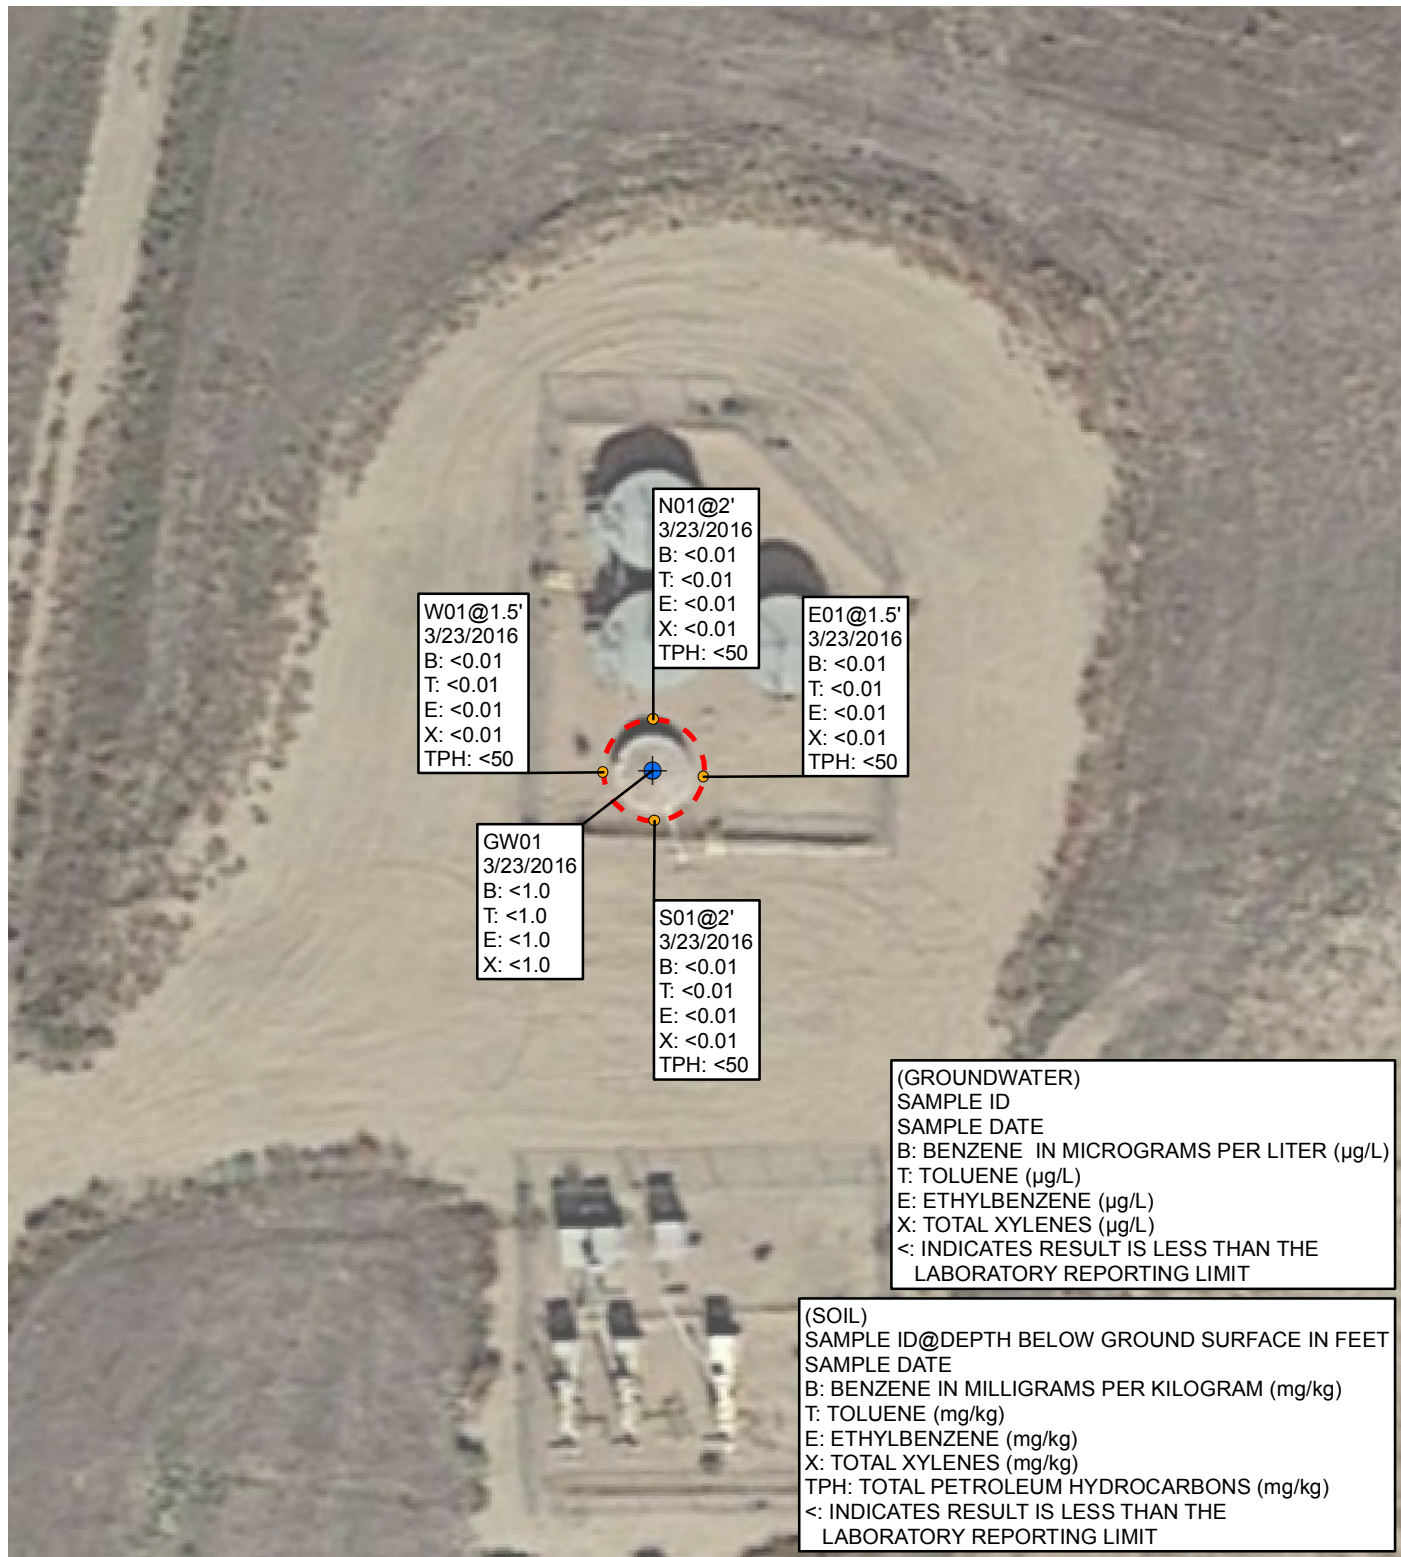 N01@2'
3/23/2016
B: <0.01
T: <0.01
E: <0.01
X: <0.01
TPH: <50
W01@1.5'
3/23/2016
B: <0.01
T: <0.01
E: <0.01
X: <0.01
TPH: <50
E01@1.5'
3/23/2016
B: <0.01
T: <0.01
E: <0.01
X: <0.01
TPH: <50
GW01
3/23/2016
B: <1.0
T: <1.0
E: <1.0
X: <1.0
S01@2'
3/23/2016
B: <0.01
T: <0.01
E: <0.01
X: <0.01
TPH: <50
(GROUNDWATER)
SAMPLE ID
SAMPLE DATE
B: BENZENE IN MICROGRAMS PER LITER (µg/L)
T: TOLUENE (µg/L)
E: ETHYLBENZENE (µg/L)
X: TOTAL XYLENES (µg/L)
<: INDICATES RESULT IS LESS THAN THE
LABORATORY REPORTING LIMIT
(SOIL)
SAMPLE ID@DEPTH BELOW GROUND SURFACE IN FEET
SAMPLE DATE
B: BENZENE IN MILLIGRAMS PER KILOGRAM (mg/kg)
T: TOLUENE (mg/kg)
E: ETHYLBENZENE (mg/kg)
X: TOTAL XYLENES (mg/kg)
TPH: TOTAL PETROLEUM HYDROCARBONS (mg/kg)
<: INDICATES RESULT IS LESS THAN THE
LABORATORY REPORTING LIMIT